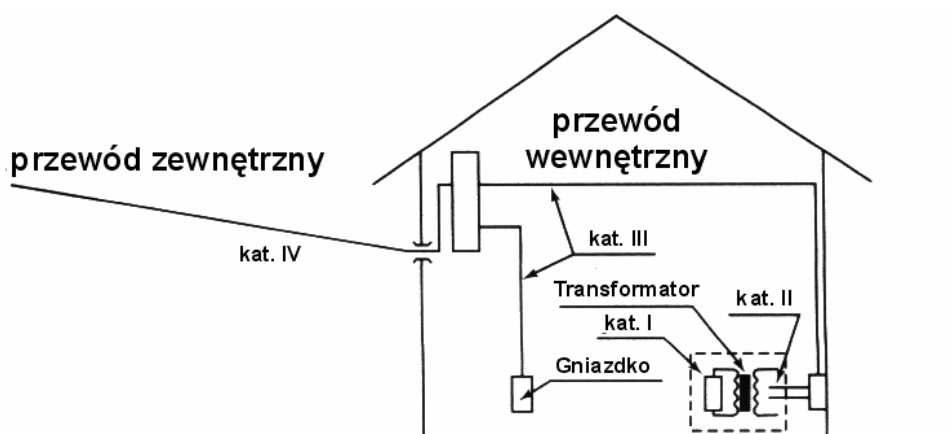 przewód zewnętrzny
przewód
wewnętrzny
kat. IV
kat. III
Transformator
kat. II
kat. I
Gniazdko